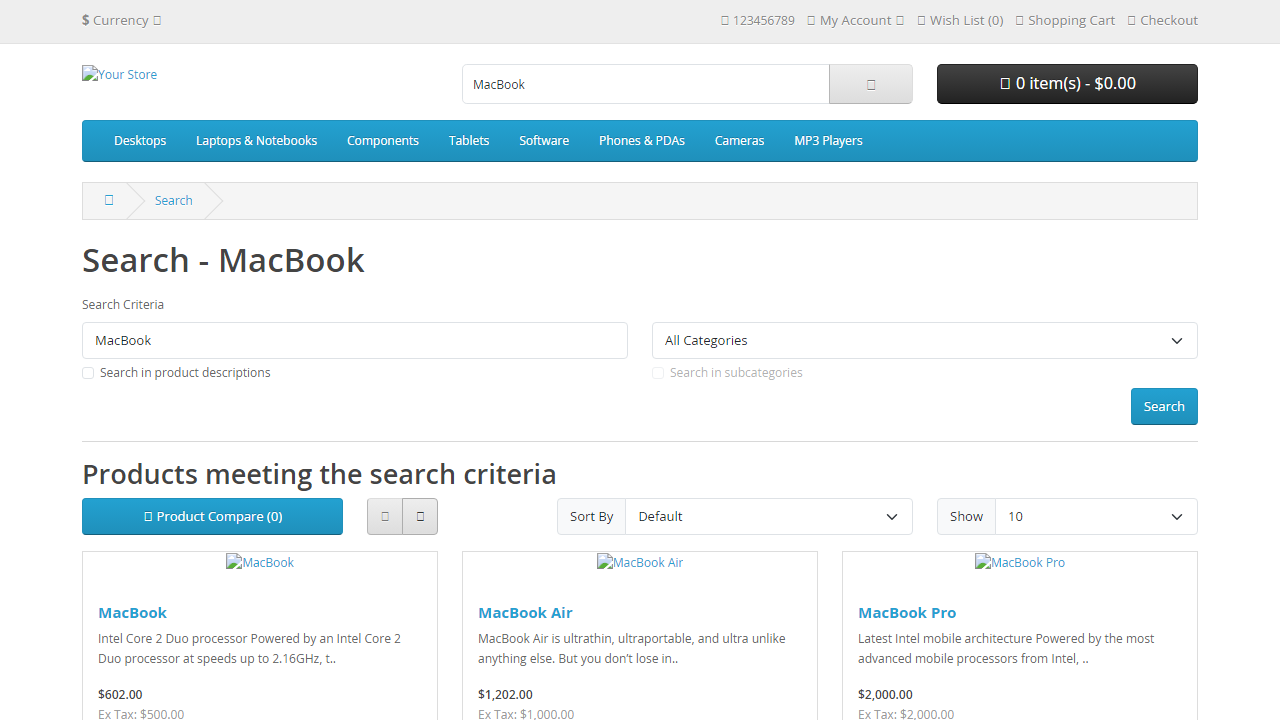 $ Currency
123456789 My Account Wish List (0) Shopping Cart Checkout
Your Store
MacBook
0 item(s) - $0.00
Desktops Laptops & Notebooks Components Tablets Software Phones & PDAs Cameras MP3 Players
Search
Search - MacBook
Search Criteria
MacBook
All Categories
Search in product descriptions
Search in subcategories
Search
Products meeting the search criteria
Product Compare (0)
Sort By Default
Show 10
MacBook
MacBook
Intel Core 2 Duo processor Powered by an Intel Core 2
Duo processor at speeds up to 2.16GHz, t..
$602.00
Ex Tax: $500.00
MacBook Air
MacBook Air
MacBook Air is ultrathin, ultraportable, and ultra unlike
anything else. But you don’t lose in..
$1,202.00
Ex Tax: $1,000.00
MacBook Pro
MacBook Pro
Latest Intel mobile architecture Powered by the most
advanced mobile processors from Intel, ..
$2,000.00
Ex Tax: $2,000.00